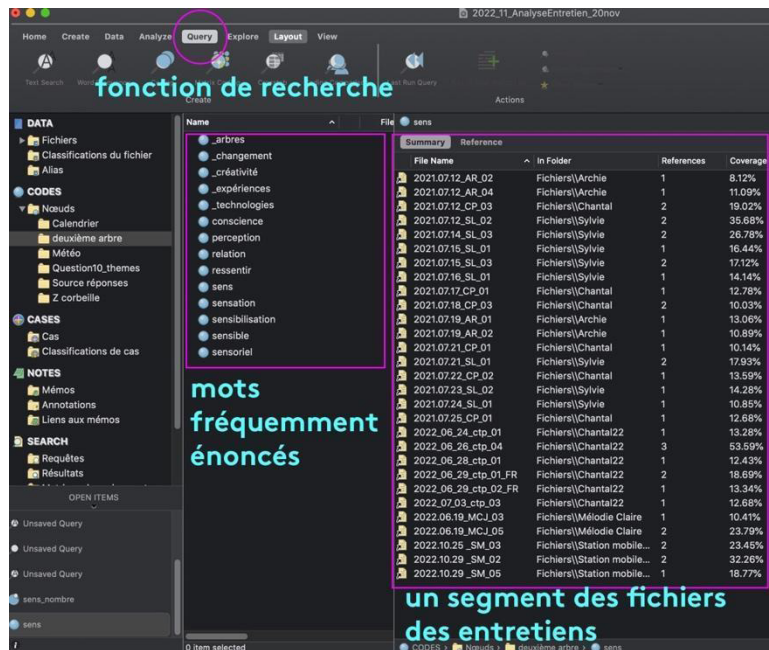 2022_11_AnalyseEntretien_20nov
Home Create Data Analyze Query Explore Layout View
Text Search
Last Run Query
fonction de recherche
Create
Actions
DATA
Fichiers
Classifications du fichier
Alias
CODES
Nœuds
Calendrier
deuxième arbre
Météo
Question10_themes
Source réponses
Z corbeille
CASES
Cas
Classifications de cas
NOTES
Mémos
Annotations
Liens aux mémos
SEARCH
Requêtes
Résultats
OPEN ITEMS
Unsaved Query
Unsaved Query
Unsaved Query
sens_nombre
sens
Name File
_arbres
_changement
_créativité
_expériences
_technologies
conscience
perception
relation
ressentir
sens
sensation
sensibilisation
sensible
sensoriel
mots
fréquemment
énoncés
0 item selected
sens
Summary Reference
File Name In Folder References Coverage
2021.07.12_AR_02 Fichiers\\Archie 1 8.12%
2021.07.12_AR_04 Fichiers\\Archie 1 11.09%
2021.07.12_CP_03 Fichiers\\Chantal 2 19.02%
2021.07.12_SL_02 Fichiers\\Sylvie 2 35.68%
2021.07.14_SL_03 Fichiers\\Sylvie 2 26.78%
2021.07.15_SL_01 Fichiers\\Sylvie 1 16.44%
2021.07.15_SL_03 Fichiers\\Sylvie 2 17.12%
2021.07.16_SL_01 Fichiers\\Sylvie 1 14.14%
2021.07.17_CP_01 Fichiers\\Chantal 1 12.78%
2021.07.18_CP_03 Fichiers\\Chantal 2 10.03%
2021.07.19_AR_01 Fichiers\\Archie 1 13.06%
2021.07.19_AR_02 Fichiers\\Archie 1 10.89%
2021.07.21_CP_01 Fichiers\\Chantal 1 10.14%
2021.07.21_SL_01 Fichiers\\Sylvie 2 17.93%
2021.07.22_CP_02 Fichiers\\Chantal 1 13.59%
2021.07.23_SL_02 Fichiers\\Sylvie 1 14.28%
2021.07.24_SL_01 Fichiers\\Sylvie 1 10.85%
2021.07.25_CP_01 Fichiers\\Chantal 1 12.68%
2022_06_24_ctp_01 Fichiers\\Chantal22 1 13.28%
2022_06_26_ctp_04 Fichiers\\Chantal22 3 53.59%
2022_06_28_ctp_01 Fichiers\\Chantal22 1 12.43%
2022_06_29_ctp_01_FR Fichiers\\Chantal22 2 18.69%
2022_06_29_ctp_02_FR Fichiers\\Chantal22 1 13.34%
2022_07_03_ctp_03 Fichiers\\Chantal22 1 12.68%
2022.06.19_MCJ_03 Fichiers\\Mélodie Claire 1 10.41%
2022.06.19_MCJ_05 Fichiers\\Mélodie Claire 2 23.79%
2022.10.25 _SM_03 Fichiers\\Station mobile... 2 23.45%
2022.10.29 _SM_02 Fichiers\\Station mobile... 2 32.26%
2022.10.29 _SM_05 Fichiers\\Station mobile... 1 18.77%
un segment des fichiers
des entretiens
CODES > Nœuds > deuxième arbre > sens